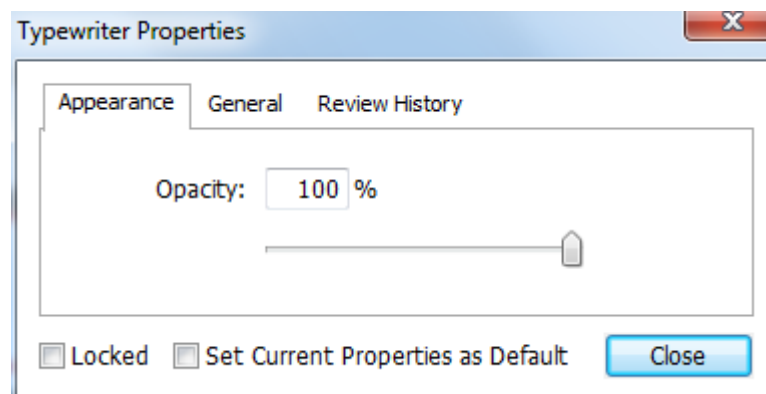 Typewriter Properties
Appearance General Review History
Opacity: 100 %
Locked Set Current Properties as Default Close